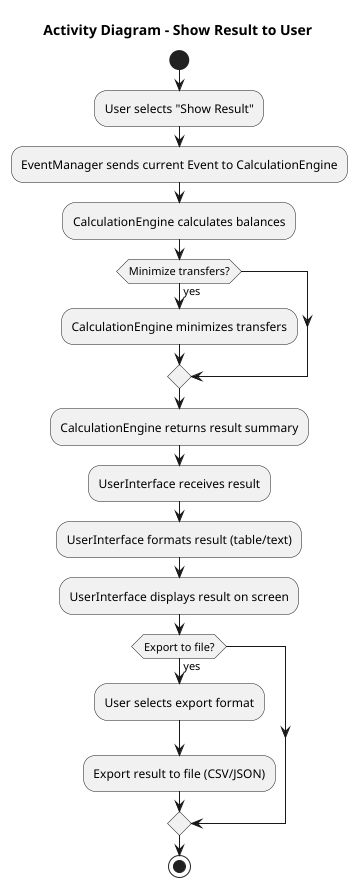 Activity Diagram - Show Result to User
User selects "Show Result"
EventManager sends current Event to CalculationEngine
CalculationEngine calculates balances
Minimize transfers?
yes
CalculationEngine minimizes transfers
CalculationEngine returns result summary
UserInterface receives result
UserInterface formats result (table/text)
UserInterface displays result on screen
Export to file?
yes
User selects export format
Export result to file (CSV/JSON)